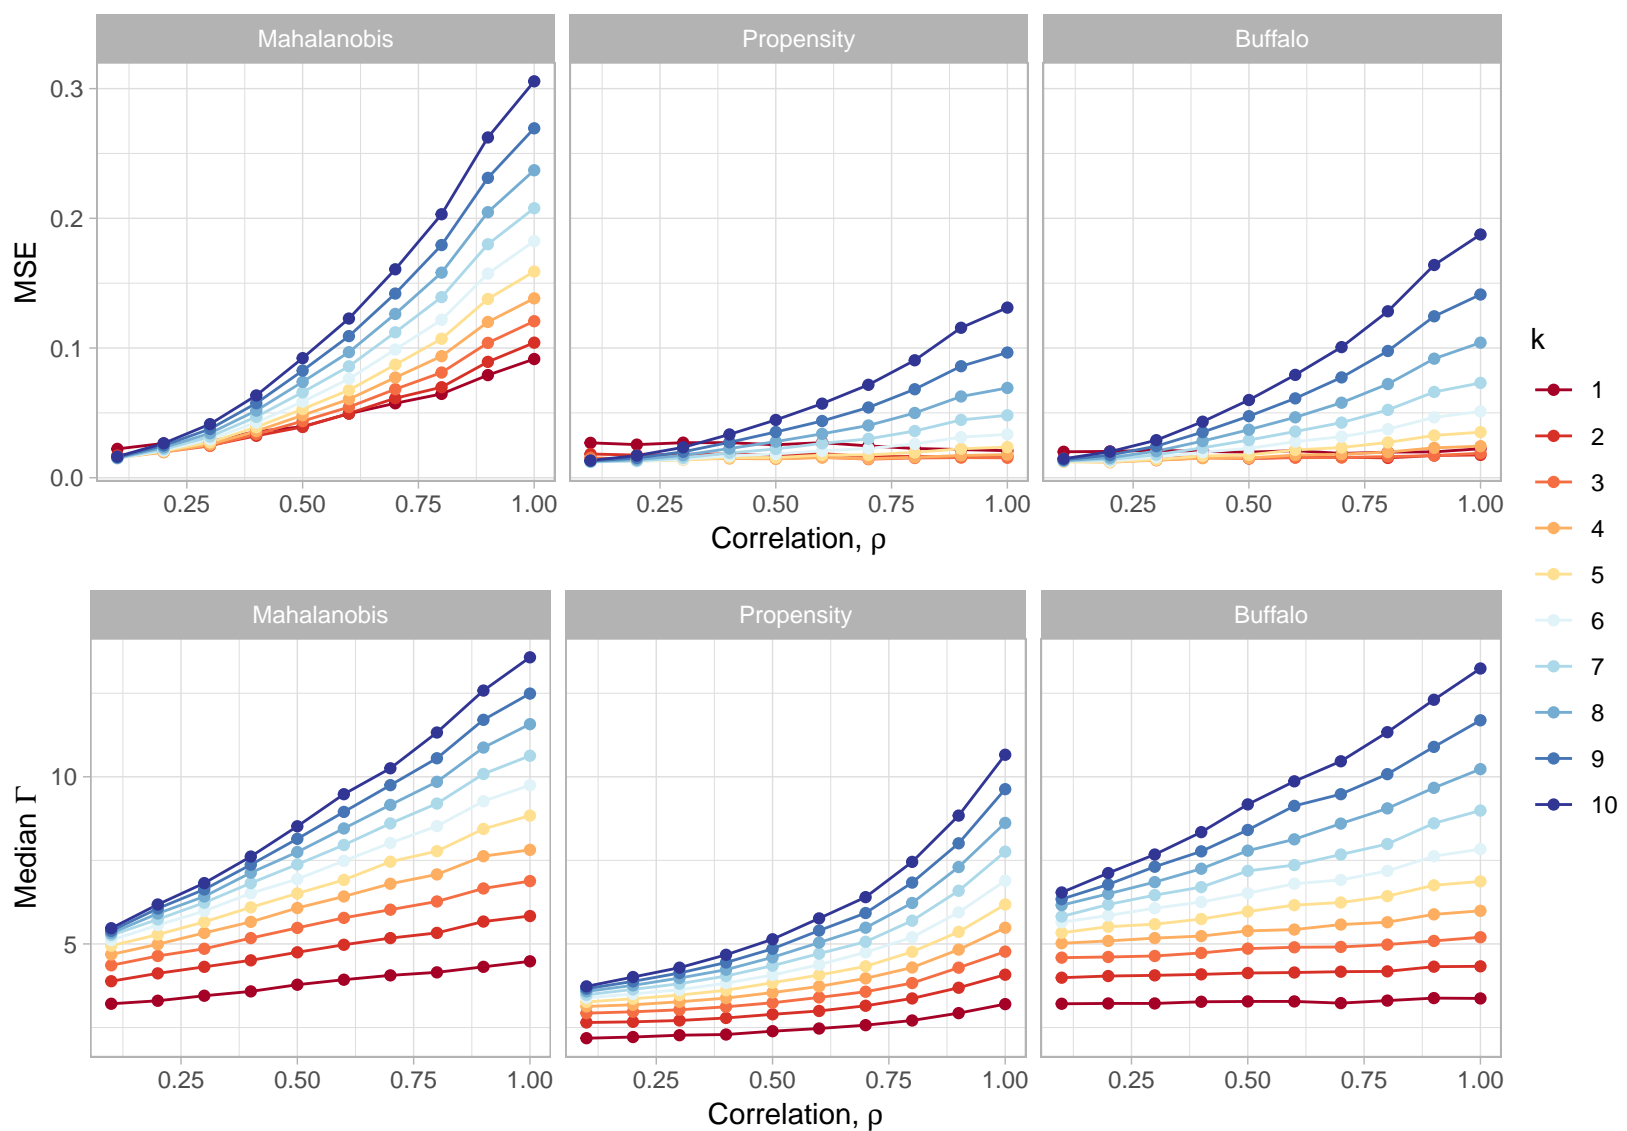 Mahalanobis Propensity Buffalo
0.3
0.2
0.1
0.0
MSE
0.25 0.50 0.75 1.00 0.25 0.50 0.75 1.00 0.25 0.50 0.75 1.00
Correlation, ρ
Mahalanobis Propensity Buffalo
10
5
Median Γ
0.25 0.50 0.75 1.00 0.25 0.50 0.75 1.00 0.25 0.50 0.75 1.00
Correlation, ρ
k
1
2
3
4
5
6
7
8
9
10